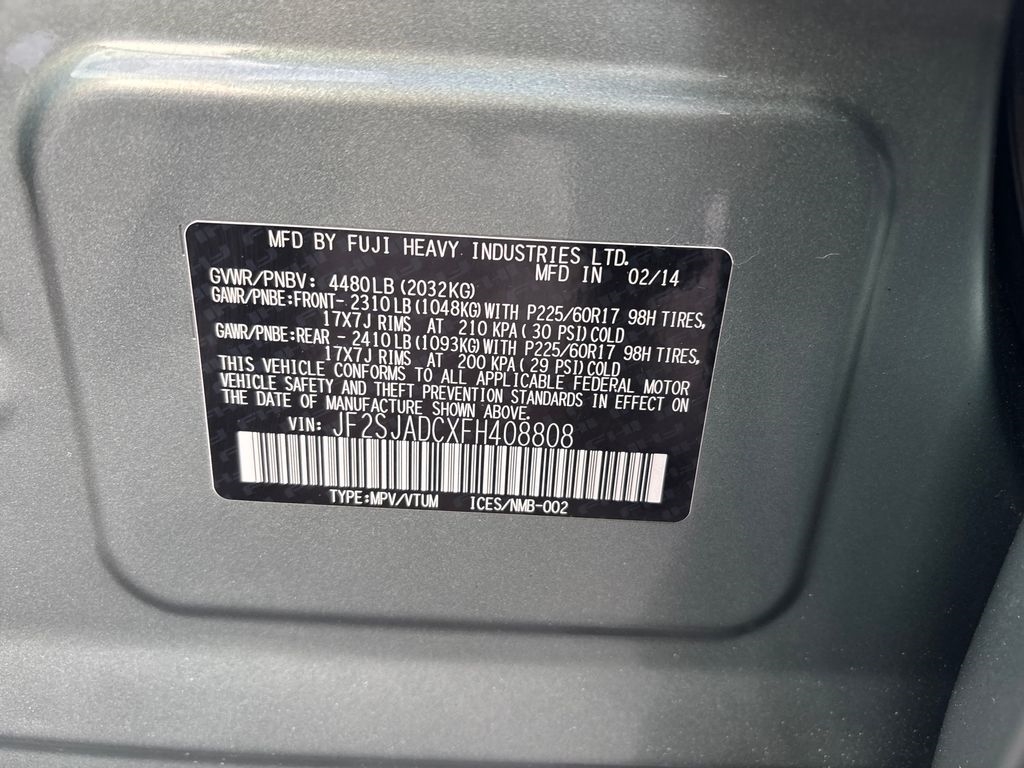 MFD BY FUJI HEAVY INDUSTRIES LTD.
MFD IN 02/14
GVWR/PNBV: 4480LB(2032KG)
GAWR/PNBE:FRONT- 2310LB(1048KG)WITH P225/60R17 98H TIRES,
17X7J RIMS AT 210 KPA(30 PSI)COLD
GAWR/PNBE:REAR - 2410LB(1093KG)WITH P225/60R17 98H TIRES,
17X7J RIMS AT 200 KPA(29 PSI)COLD
THIS VEHICLE CONFORMS TO ALL APPLICABLE FEDERAL MOTOR
VEHICLE SAFETY AND THEFT PREVENTION STANDARDS IN EFFECT ON
THE DATE OF MANUFACTURE SHOWN ABOVE.
VIN: JF2SJADCXFH408808
TYPE:MPV/VTUM ICES/NMB-002